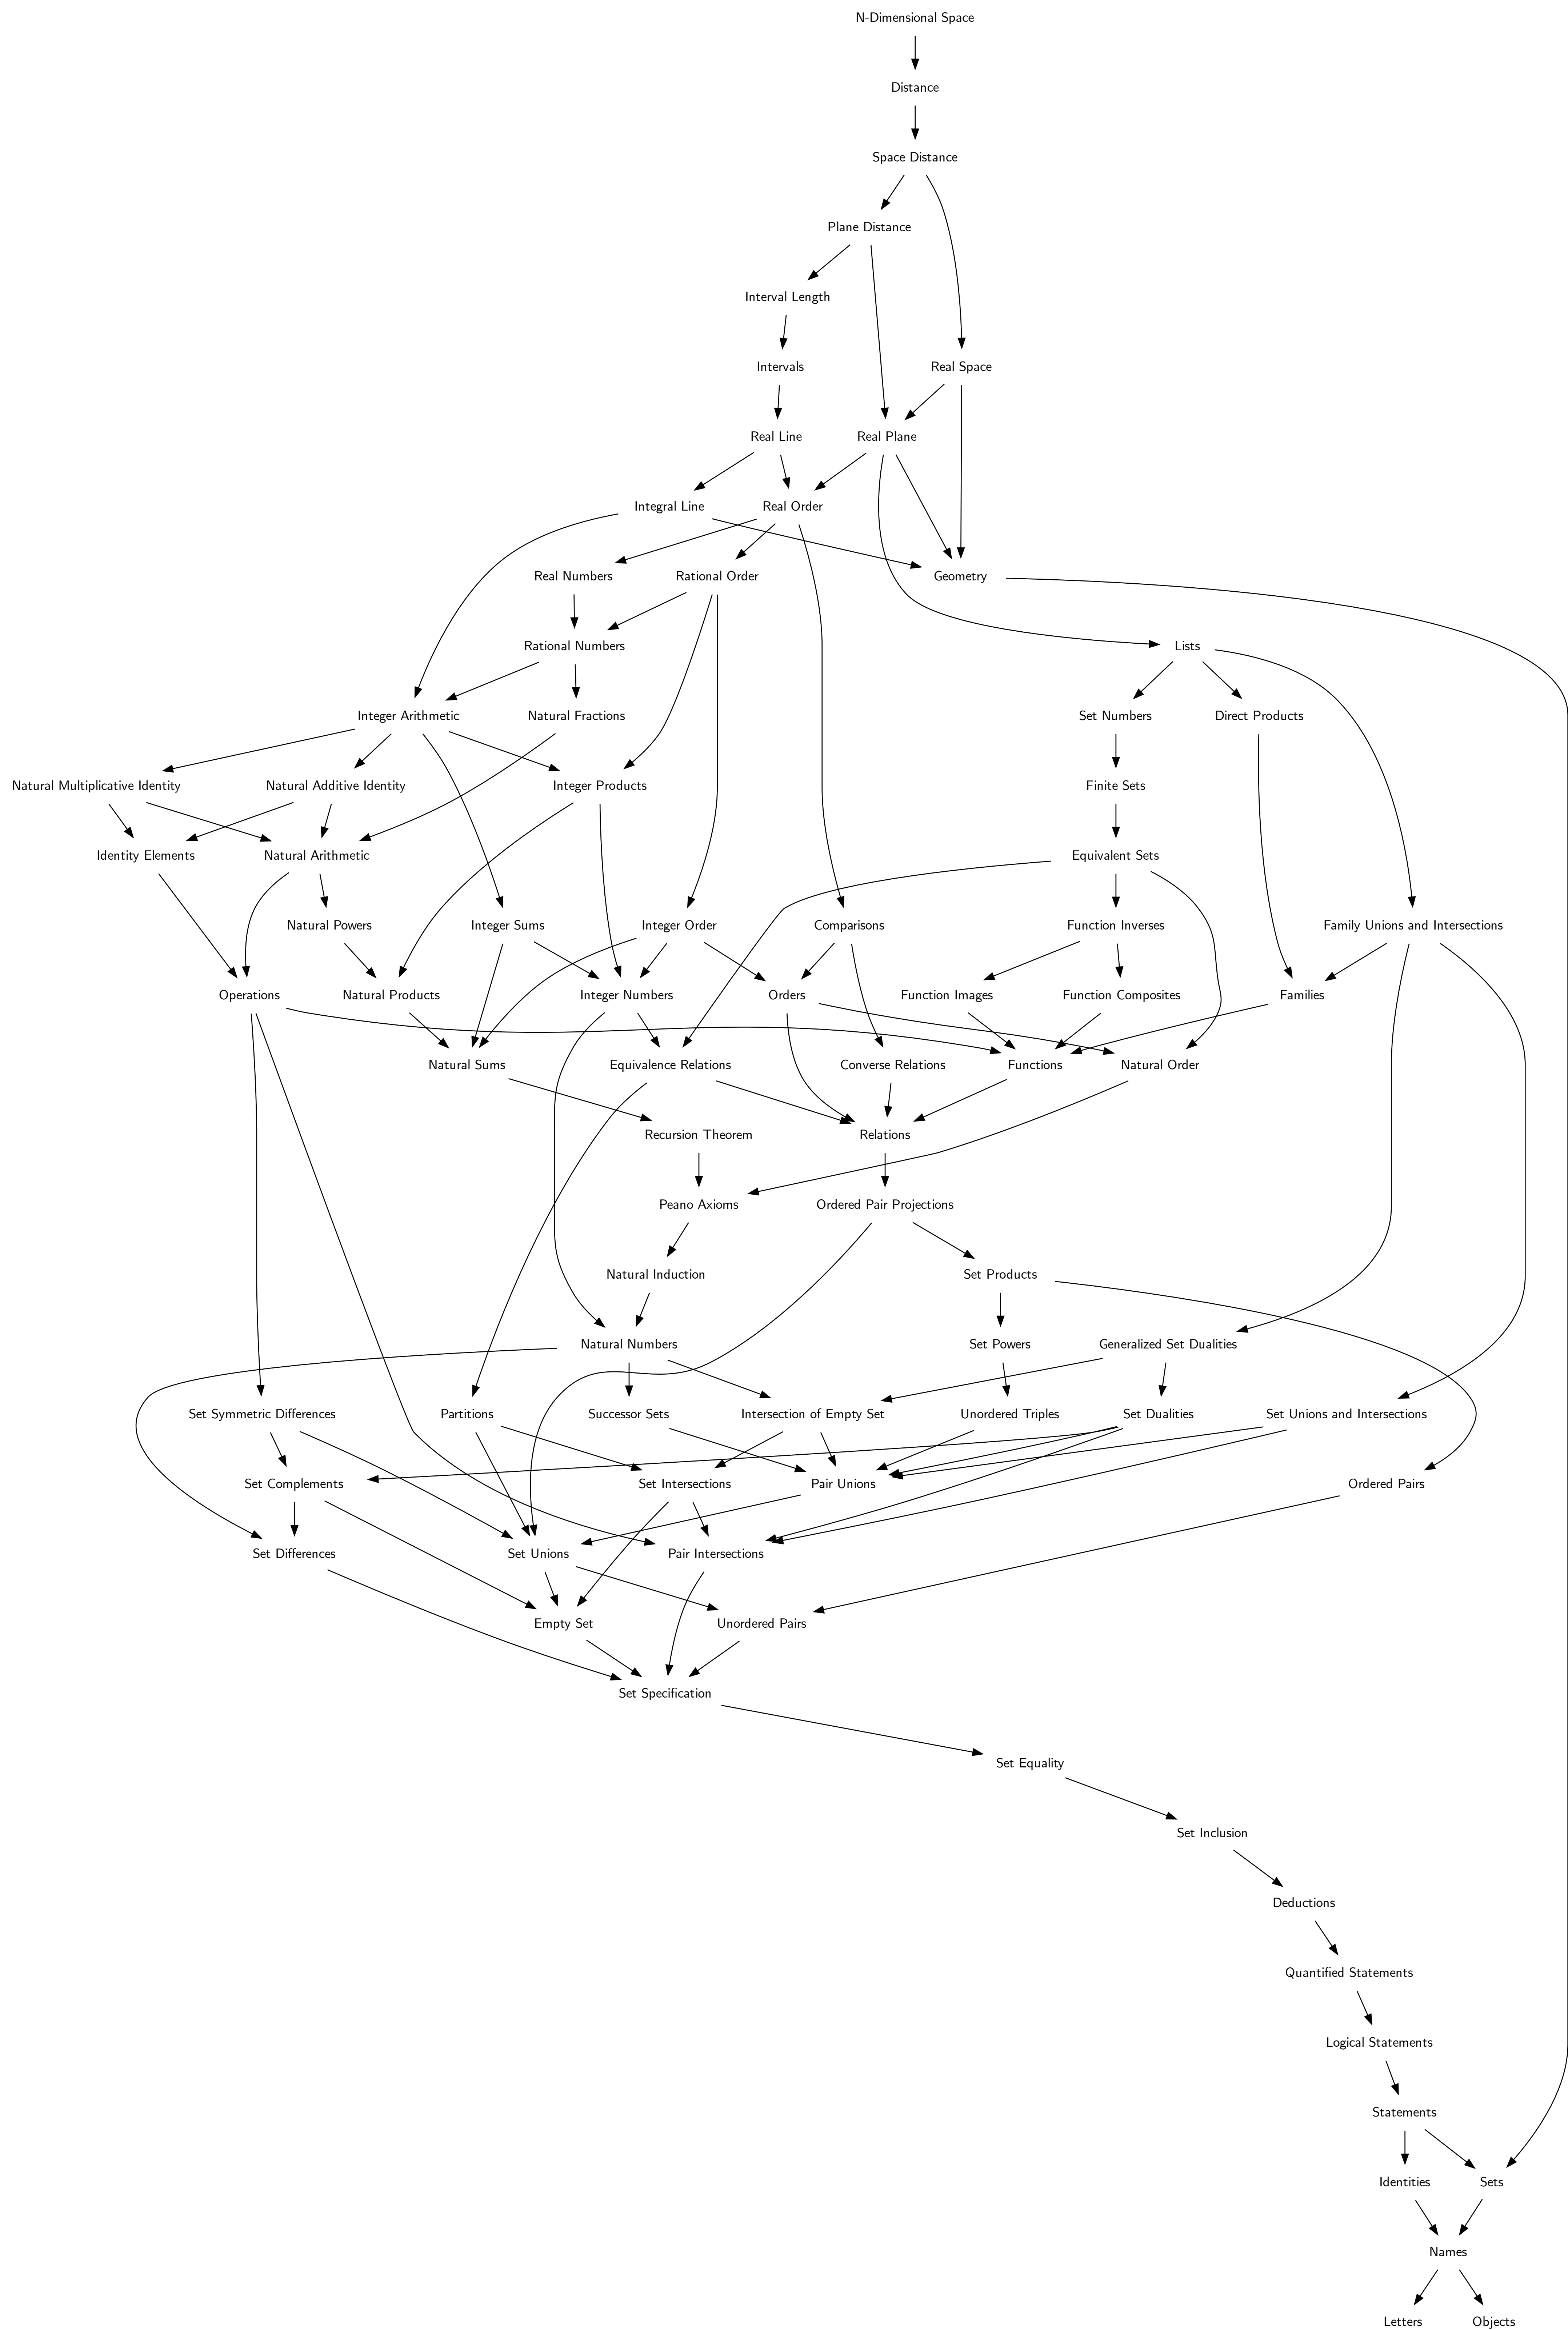 N-Dimensional Space
Distance
Space Distance
Plane Distance
Interval Length
Intervals
Real Space
Real Line
Real Plane
Integral Line
Real Order
Real Numbers
Rational Order
Geometry
Rational Numbers
Lists
Integer Arithmetic
Natural Fractions
Set Numbers
Direct Products
Natural Multiplicative Identity
Natural Additive Identity
Integer Products
Finite Sets
Identity Elements
Natural Arithmetic
Equivalent Sets
Natural Powers
Integer Sums
Integer Order
Comparisons
Function Inverses
Family Unions and Intersections
Operations
Natural Products
Integer Numbers
Orders
Function Images
Function Composites
Families
Natural Sums
Equivalence Relations
Converse Relations
Functions
Natural Order
Recursion Theorem
Relations
Peano Axioms
Ordered Pair Projections
Natural Induction
Set Products
Natural Numbers
Set Powers
Generalized Set Dualities
Set Symmetric Differences
Partitions
Successor Sets
Intersection of Empty Set
Unordered Triples
Set Dualities
Set Unions and Intersections
Set Complements
Set Intersections
Pair Unions
Ordered Pairs
Set Differences
Set Unions
Pair Intersections
Empty Set
Unordered Pairs
Set Specification
Set Equality
Set Inclusion
Deductions
Quantified Statements
Logical Statements
Statements
Identities
Sets
Names
Letters
Objects